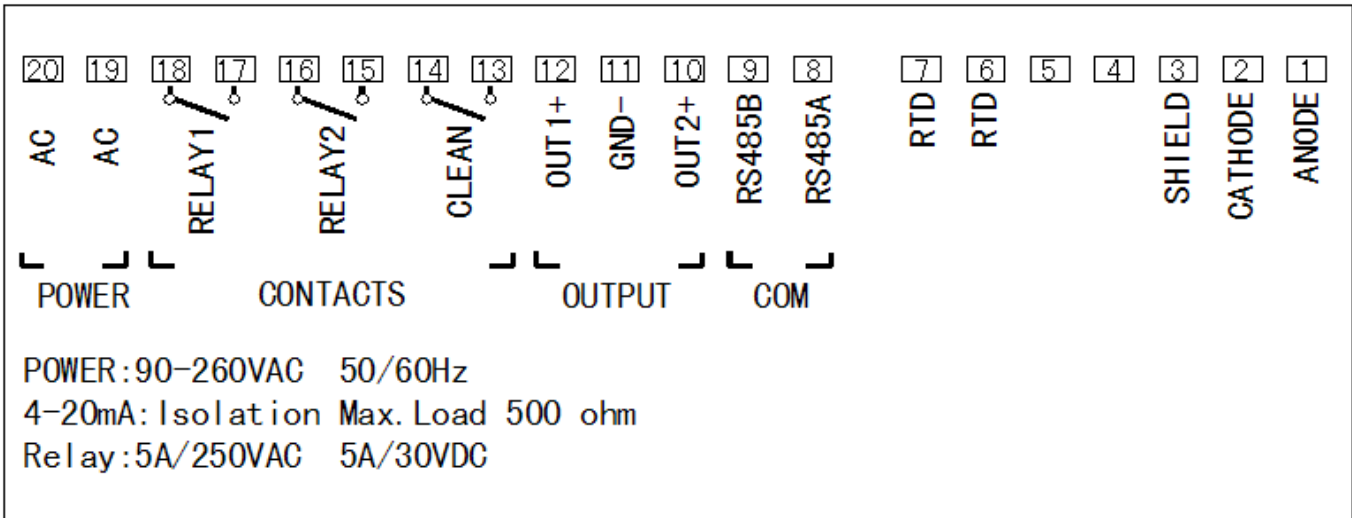 20 19 18 17 16 15 14 13 12 11 10 9 8 7 6 5 4 3 2 1
AC
AC
RELAY1
RELAY2
CLEAN
OUT1+
GND-
OUT2+
RS485B
RS485A
RTD
RTD
SHIELD
CATHODE
ANODE
POWER CONTACTS OUTPUT COM
POWER:90-260VAC 50/60Hz
4-20mA:Isolation Max.Load 500 ohm
Relay:5A/250VAC 5A/30VDC